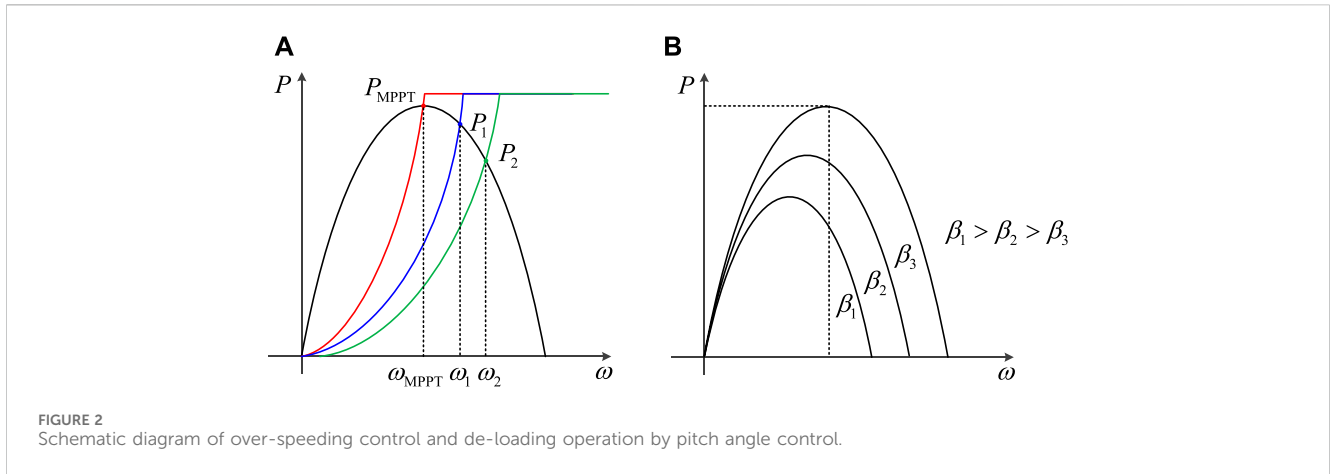 A
B
P
P_MPPT
P_1
P_2
ω_MPPT ω_1 ω_2 ω
P
β_1 > β_2 > β_3
β_3
β_2
β_1
ω
FIGURE 2
Schematic diagram of over-speeding control and de-loading operation by pitch angle control.